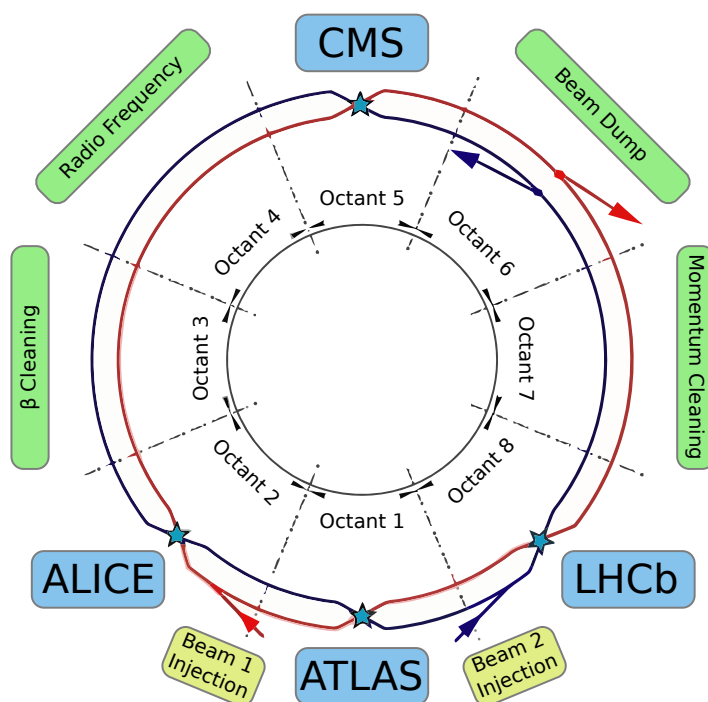 CMS
Radio Frequency
Beam Dump
Octant 5
Octant 4
Octant 6
β Cleaning
Octant 3
Octant 7
Momentum Cleaning
Octant 2
Octant 8
Octant 1
ALICE
LHCb
Beam 1
Injection
ATLAS
Beam 2
Injection